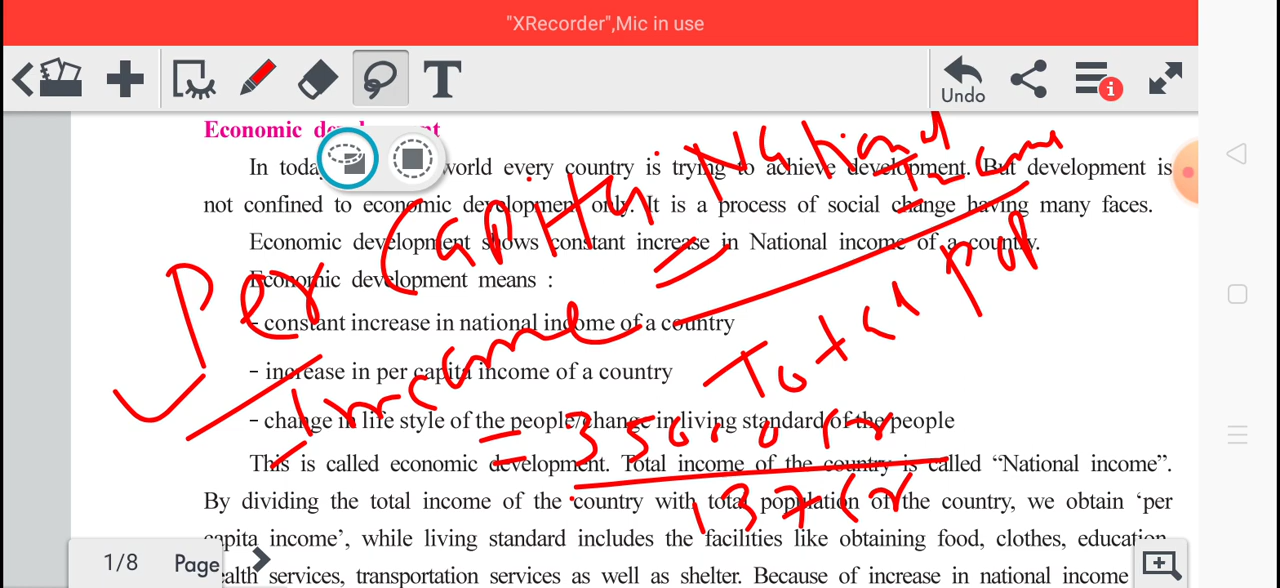 "XRecorder",Mic in use
Undo
Economic development
In today world every country is trying to achieve development. But development is
not confined to economic development only. It is a process of social change having many faces.
Economic development shows constant increase in National income of a country.
Economic development means :
- constant increase in national income of a country
- increase in per capita income of a country
- change in life style of the people/change in living standard of the people
This is called economic development. Total income of the country is called “National income”.
By dividing the total income of the country with total population of the country, we obtain ‘per
capita income’, while living standard includes the facilities like obtaining food, clothes, education,
health services, transportation services as well as shelter. Because of increase in national income
1/8 Page
Per Capita Income = National Income
Total pop
=
137 Cr